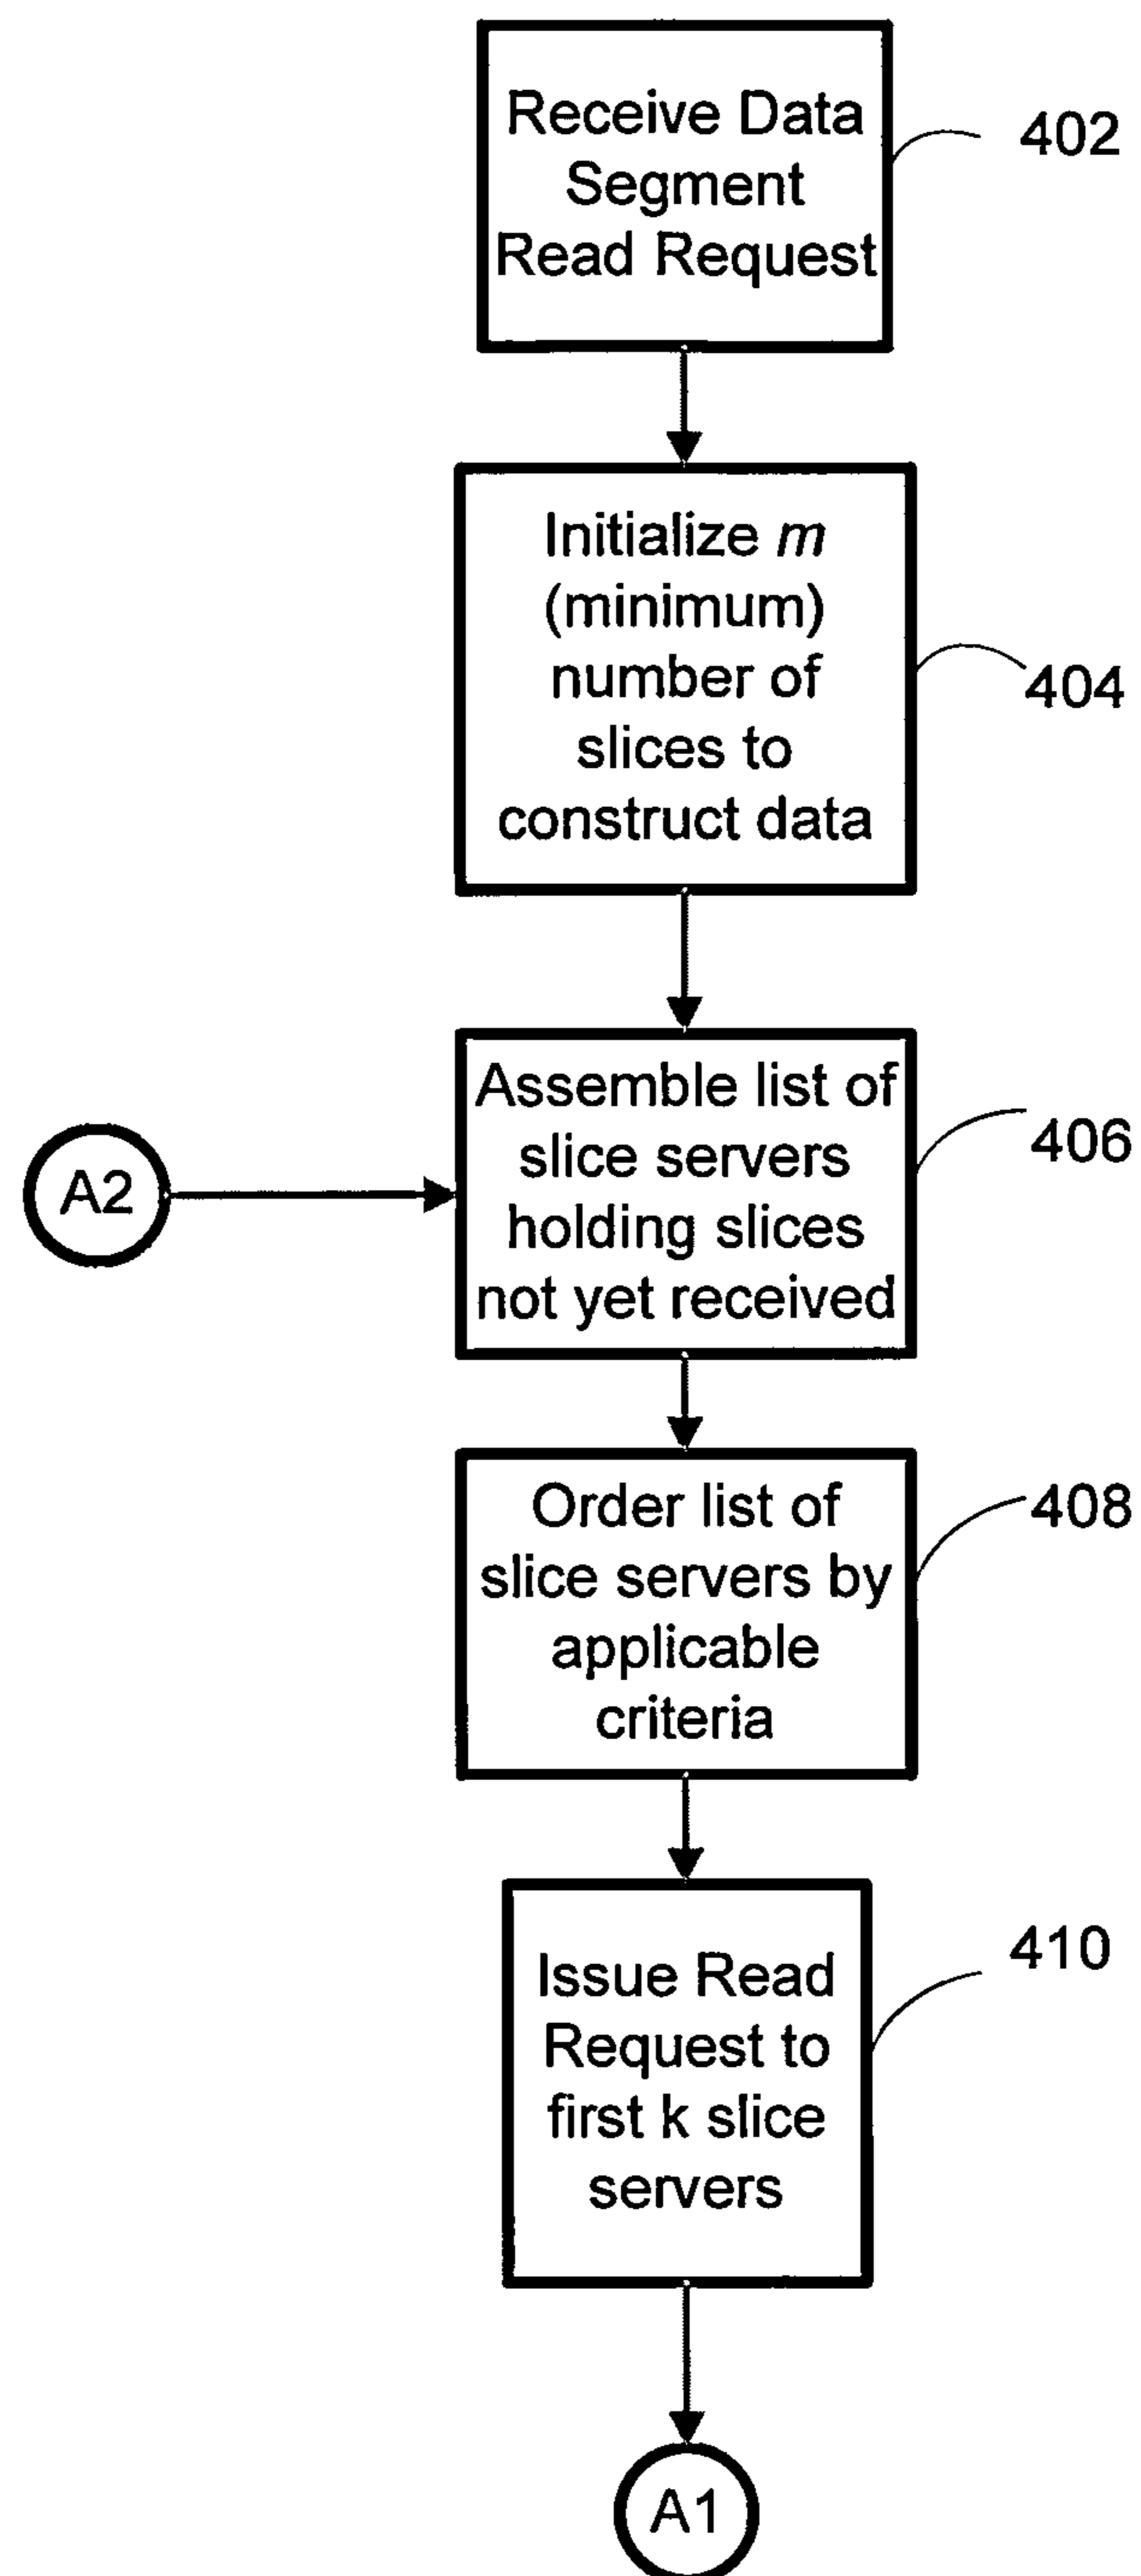 Receive Data
Segment
Read Request
402
Initialize m
(minimum)
number of
slices to
construct data
404
A2
Assemble list of
slice servers
holding slices
not yet received
406
Order list of
slice servers by
applicable
criteria
408
Issue Read
Request to
first k slice
servers
410
A1